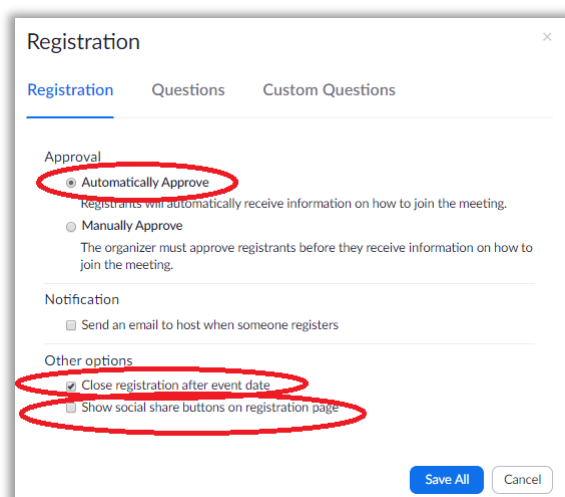 Registration
Registration Questions Custom Questions
Approval
Automatically Approve
Registrants will automatically receive information on how to join the meeting.
Manually Approve
The organizer must approve registrants before they receive information on how to
join the meeting.
Notification
Send an email to host when someone registers
Other options
Close registration after event date
Show social share buttons on registration page
Save All Cancel